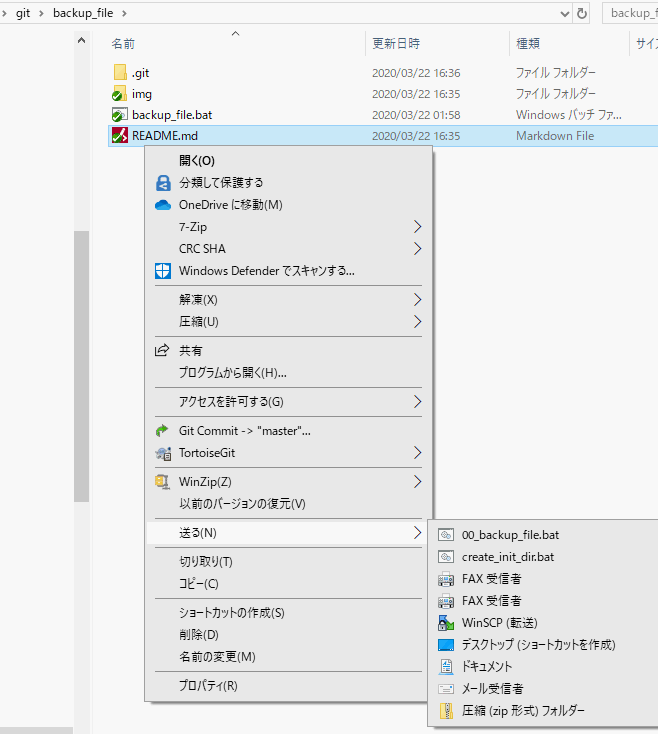 git > backup_file >
backup_f
名前 更新日時 種類 サイ
.git 2020/03/22 16:36 ファイル フォルダー
img 2020/03/22 16:35 ファイル フォルダー
backup_file.bat 2020/03/22 01:58 Windows バッチ ファ...
README.md 2020/03/22 16:35 Markdown File
開く(O)
分類して保護する
OneDrive に移動(M)
7-Zip
CRC SHA
Windows Defender でスキャンする...
解凍(X)
圧縮(U)
共有
プログラムから開く(H)...
アクセスを許可する(G)
Git Commit -> "master"...
TortoiseGit
WinZip(Z)
以前のバージョンの復元(V)
送る(N)
切り取り(T)
コピー(C)
ショートカットの作成(S)
削除(D)
名前の変更(M)
プロパティ(R)
00_backup_file.bat
create_init_dir.bat
FAX 受信者
FAX 受信者
WinSCP (転送)
デスクトップ (ショートカットを作成)
ドキュメント
メール受信者
圧縮 (zip 形式) フォルダー